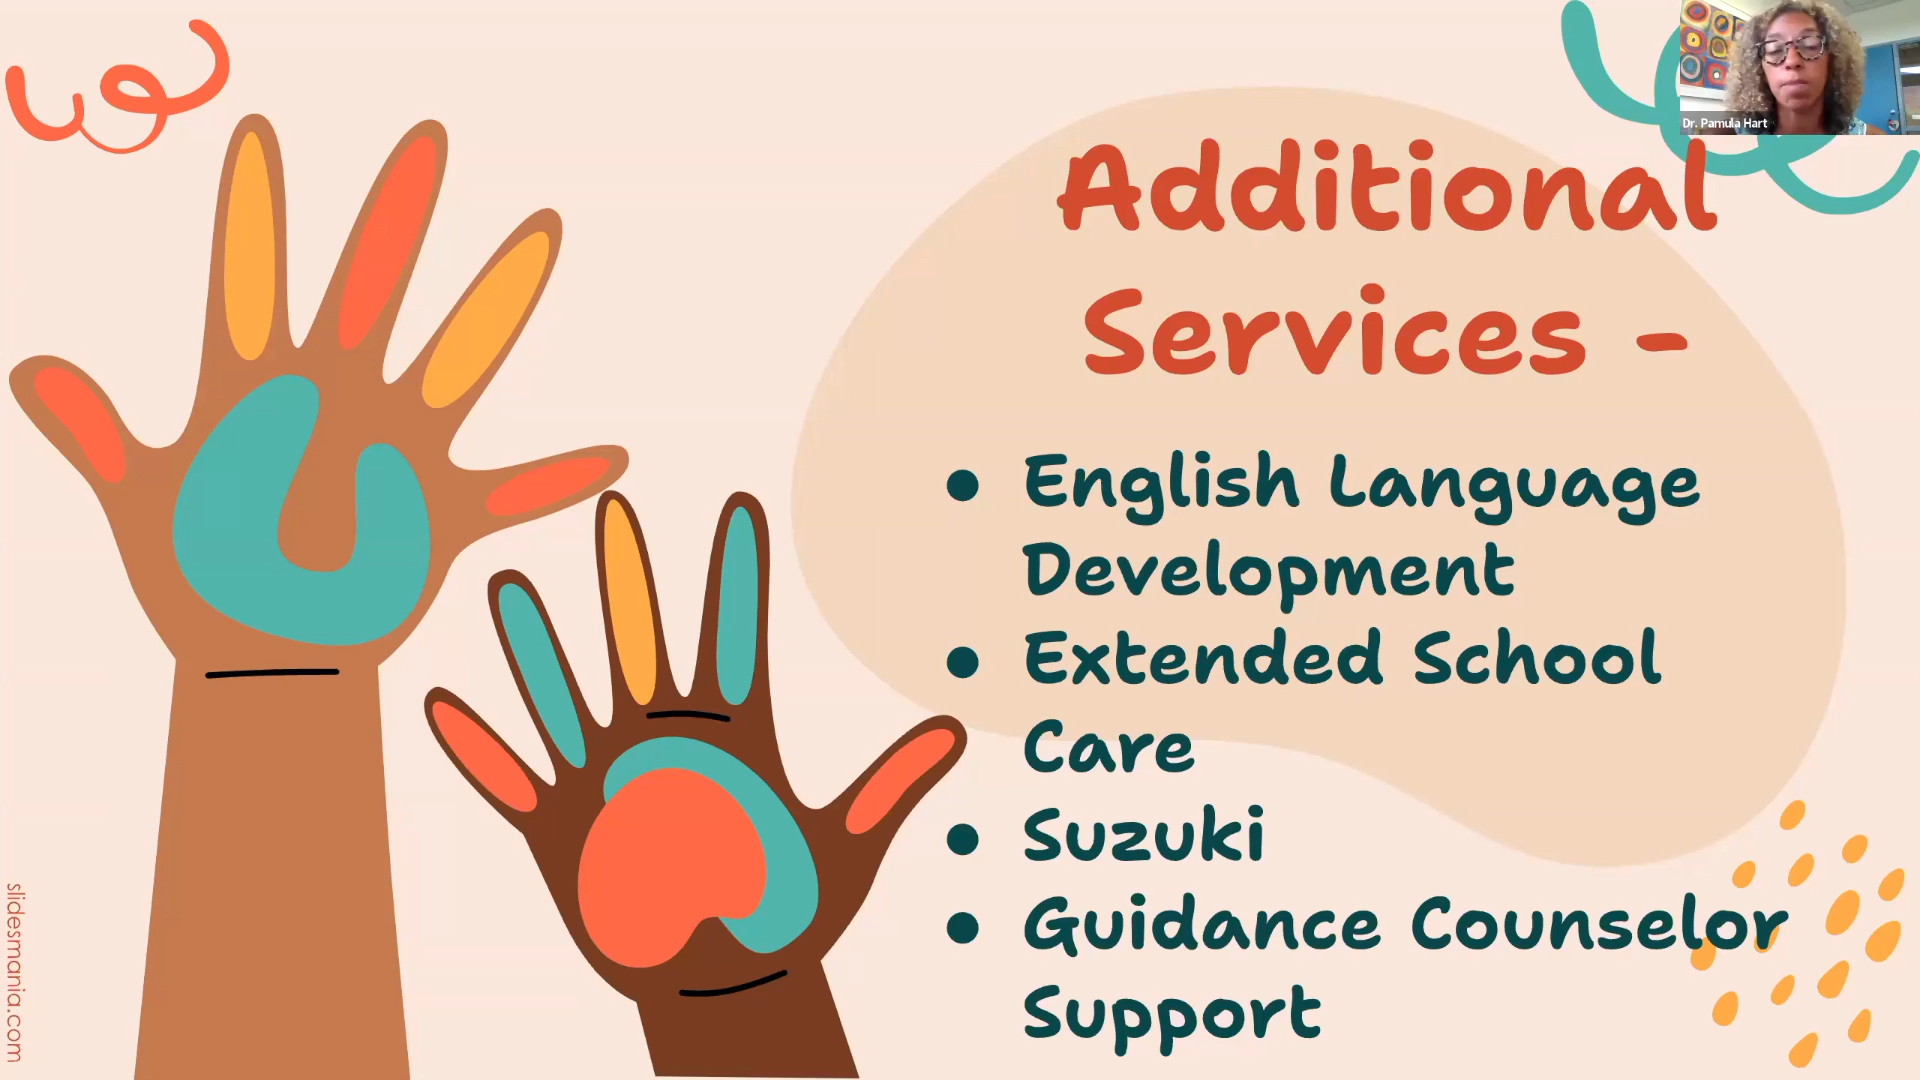 Dr. Pamula Hart
Additional
Services -
● English Language
Development
● Extended School
Care
● Suzuki
● Guidance Counselor
Support
slidesmania.com